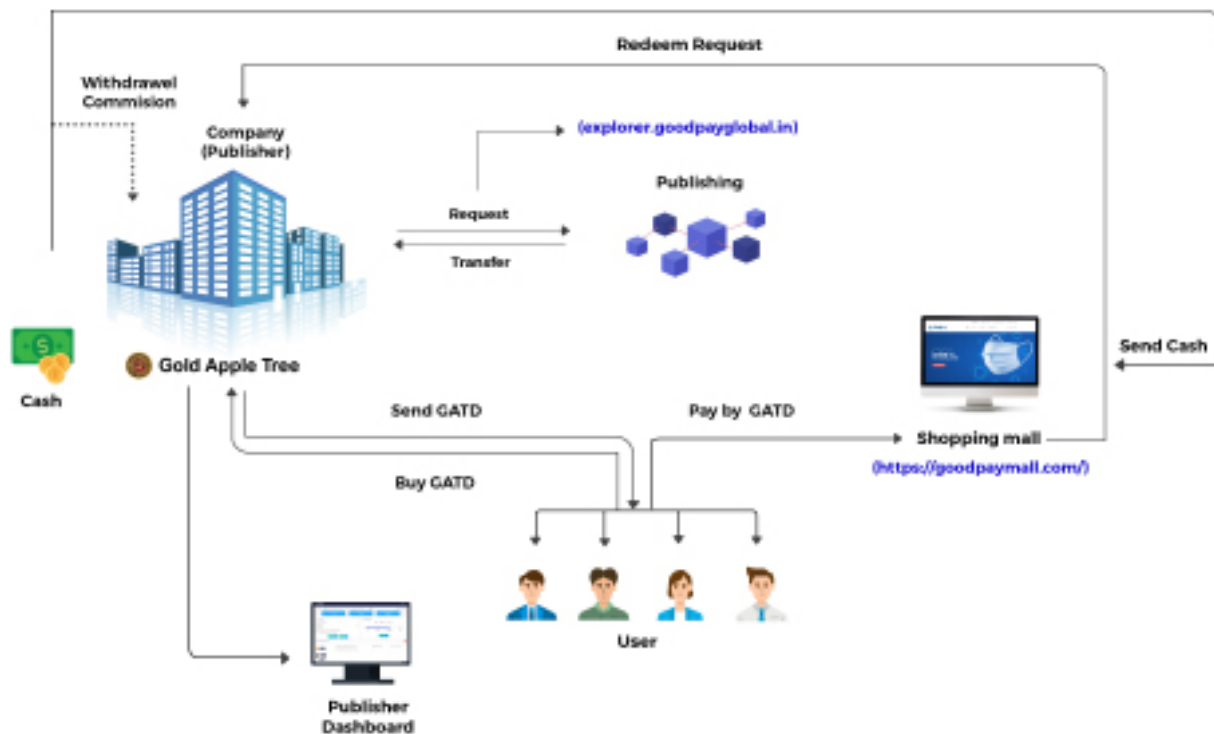 Redeem Request
Withdrawel
Commision
Company
(Publisher)
(explorer.goodpayglobal.in)
Publishing
Request
Transfer
Gold Apple Tree
Cash
Send Cash
Send GATD
Pay by GATD
Shopping mall
(https://goodpaymall.com/)
Buy GATD
User
Publisher
Dashboard